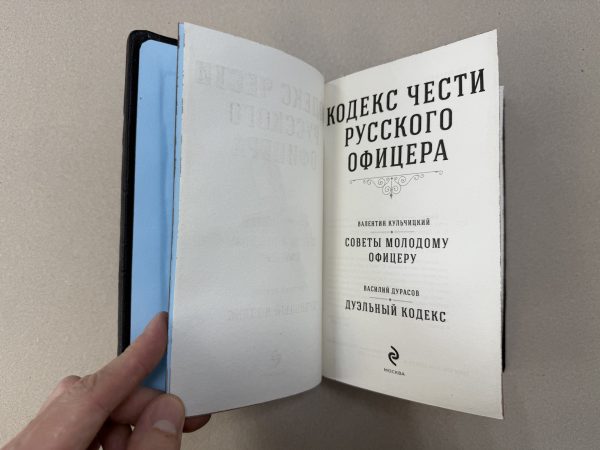 КОДЕКС ЧЕСТИ
РУССКОГО
ОФИЦЕРА
ВАЛЕНТИН КУЛЬЧИЦКИЙ
СОВЕТЫ МОЛОДОМУ
ОФИЦЕРУ
ВАСИЛИЙ ДУРАСОВ
ДУЭЛЬНЫЙ КОДЕКС
МОСКВА